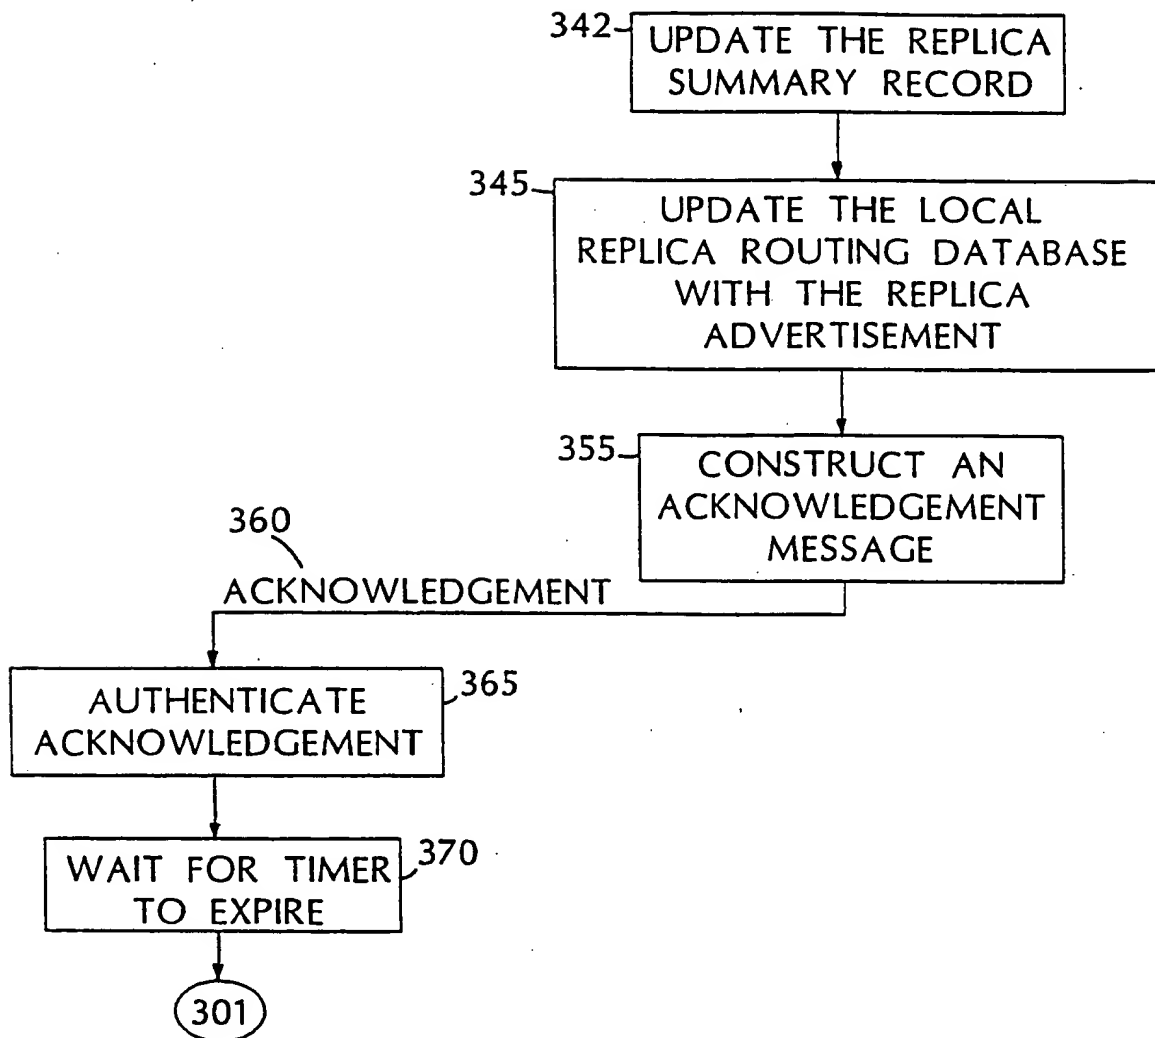 342
UPDATE THE REPLICA
SUMMARY RECORD
345
UPDATE THE LOCAL
REPLICA ROUTING DATABASE
WITH THE REPLICA
ADVERTISEMENT
355
CONSTRUCT AN
ACKNOWLEDGEMENT
MESSAGE
360
ACKNOWLEDGEMENT
AUTHENTICATE
ACKNOWLEDGEMENT
365
WAIT FOR TIMER
TO EXPIRE
370
301